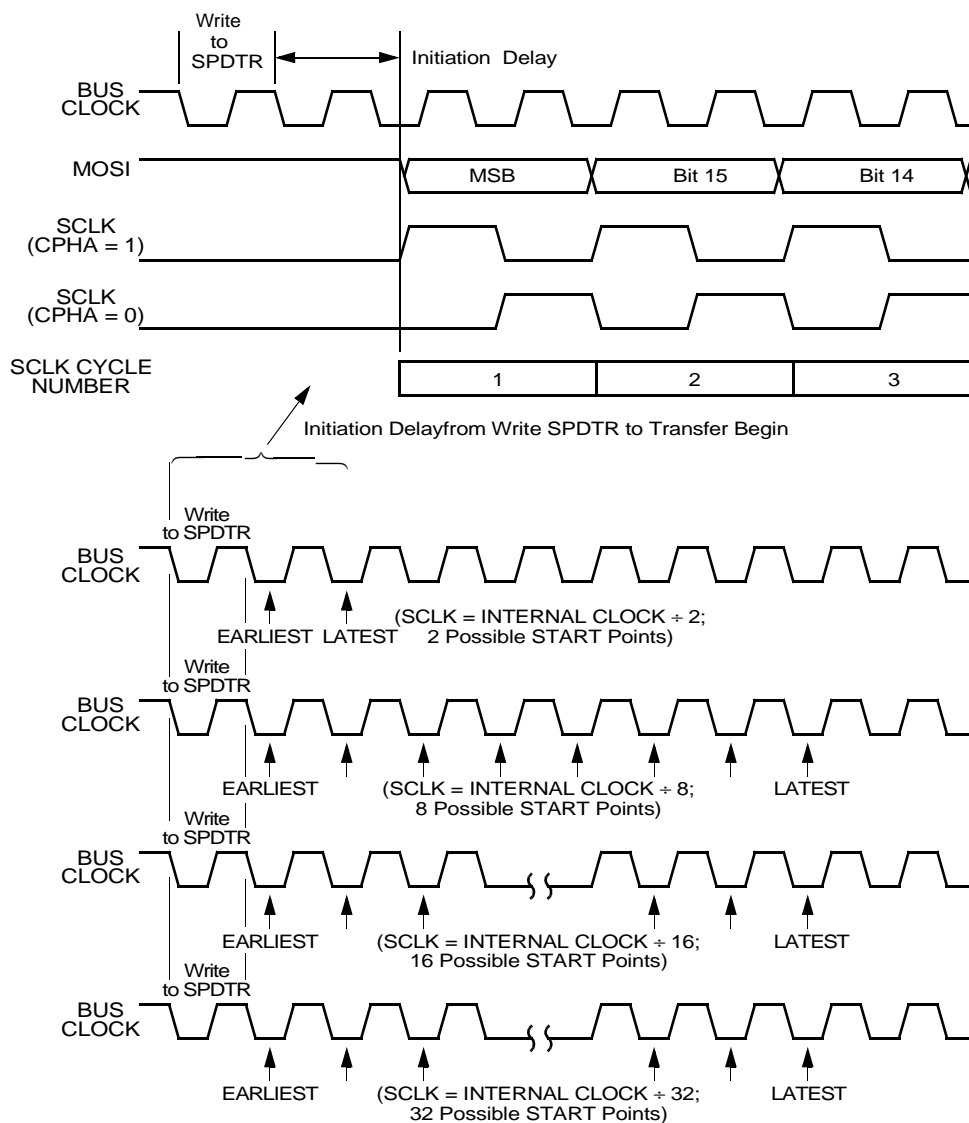 Write
to
SPDTR
Initiation Delay
BUS
CLOCK
MOSI
MSB
Bit 15
Bit 14
SCLK
(CPHA = 1)
SCLK
(CPHA = 0)
SCLK CYCLE
NUMBER
1
2
3
Initiation Delayfrom Write SPDTR to Transfer Begin
Write
to SPDTR
BUS
CLOCK
EARLIEST
LATEST
(SCLK = INTERNAL CLOCK ÷ 2;
2 Possible START Points)
Write
to SPDTR
BUS
CLOCK
EARLIEST
(SCLK = INTERNAL CLOCK ÷ 8;
8 Possible START Points)
LATEST
Write
to SPDTR
BUS
CLOCK
EARLIEST
(SCLK = INTERNAL CLOCK ÷ 16;
16 Possible START Points)
LATEST
Write
to SPDTR
BUS
CLOCK
EARLIEST
(SCLK = INTERNAL CLOCK ÷ 32;
32 Possible START Points)
LATEST